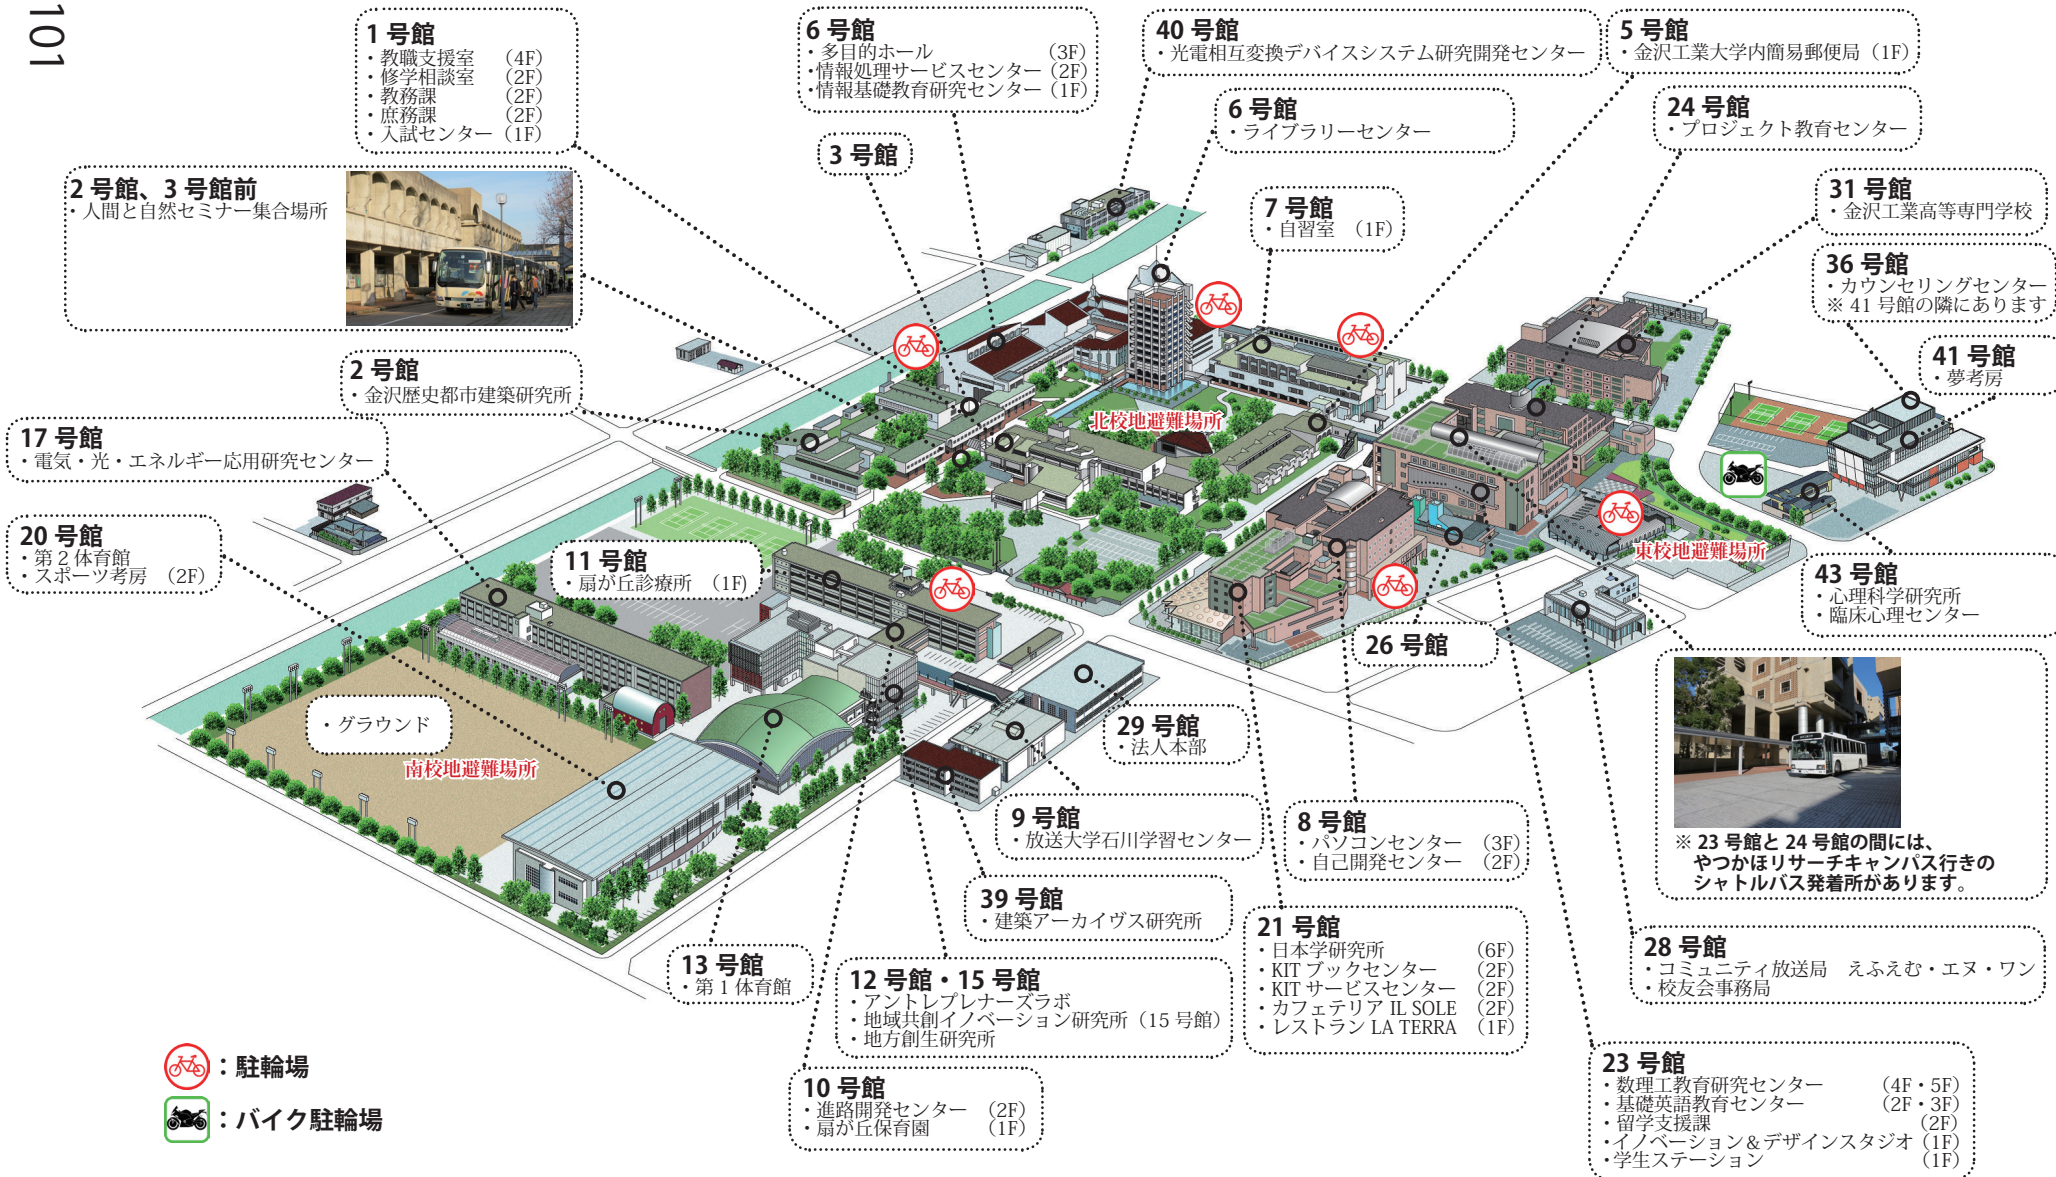 101
1 号館
・教職支援室 (4F)
・修学相談室 (2F)
・教務課 (2F)
・庶務課 (2F)
・入試センター (1F)
6 号館
・多目的ホール (3F)
・情報処理サービスセンター (2F)
・情報基礎教育研究センター (1F)
40 号館
・光電相互変換デバイスシステム研究開発センター
5 号館
・金沢工業大学内簡易郵便局 (1F)
6 号館
・ライブラリーセンター
24 号館
・プロジェクト教育センター
3 号館
2 号館、3 号館前
・人間と自然セミナー集合場所
7 号館
・自習室 (1F)
31 号館
・金沢工業高等専門学校
36 号館
・カウンセリングセンター
※ 41 号館の隣にあります
41 号館
・夢考房
2 号館
・金沢歴史都市建築研究所
北校地避難場所
17 号館
・電気・光・エネルギー応用研究センター
20 号館
・第 2 体育館
・スポーツ考房 (2F)
11 号館
・扇が丘診療所 (1F)
東校地避難場所
43 号館
・心理科学研究所
・臨床心理センター
26 号館
・グラウンド
南校地避難場所
29 号館
・法人本部
9 号館
・放送大学石川学習センター
8 号館
・パソコンセンター (3F)
・自己開発センター (2F)
※ 23 号館と 24 号館の間には、
やつかほリサーチキャンパス行きの
シャトルバス発着所があります。
39 号館
・建築アーカイヴス研究所
21 号館
・日本学研究所 (6F)
・KIT ブックセンター (2F)
・KIT サービスセンター (2F)
・カフェテリア IL SOLE (2F)
・レストラン LA TERRA (1F)
28 号館
・コミュニティ放送局 えふえむ・エヌ・ワン
・校友会事務局
13 号館
・第 1 体育館
12 号館・15 号館
・アントレプレナーズラボ
・地域共創イノベーション研究所（15 号館）
・地方創生研究所
10 号館
・進路開発センター (2F)
・扇が丘保育園 (1F)
23 号館
・数理工教育研究センター (4F・5F)
・基礎英語教育センター (2F・3F)
・留学支援課 (2F)
・イノベーション＆デザインスタジオ (1F)
・学生ステーション (1F)
：駐輪場
：バイク駐輪場